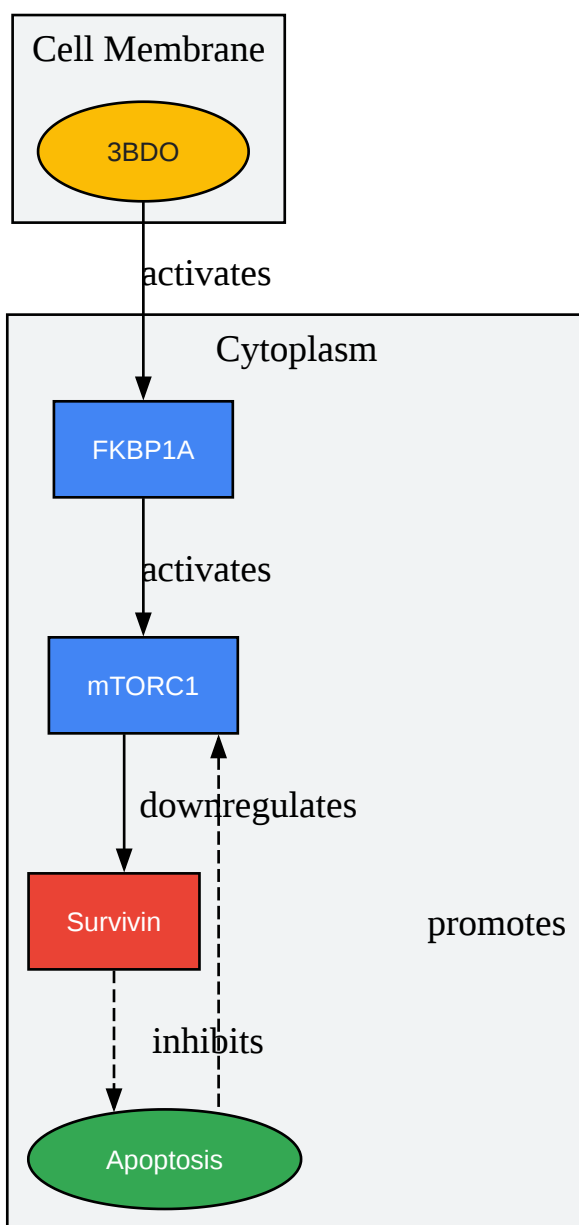 Cell Membrane
3BDO
activates
Cytoplasm
FKBP1A
activates
mTORC1
downregulates
Survivin
promotes
inhibits
Apoptosis